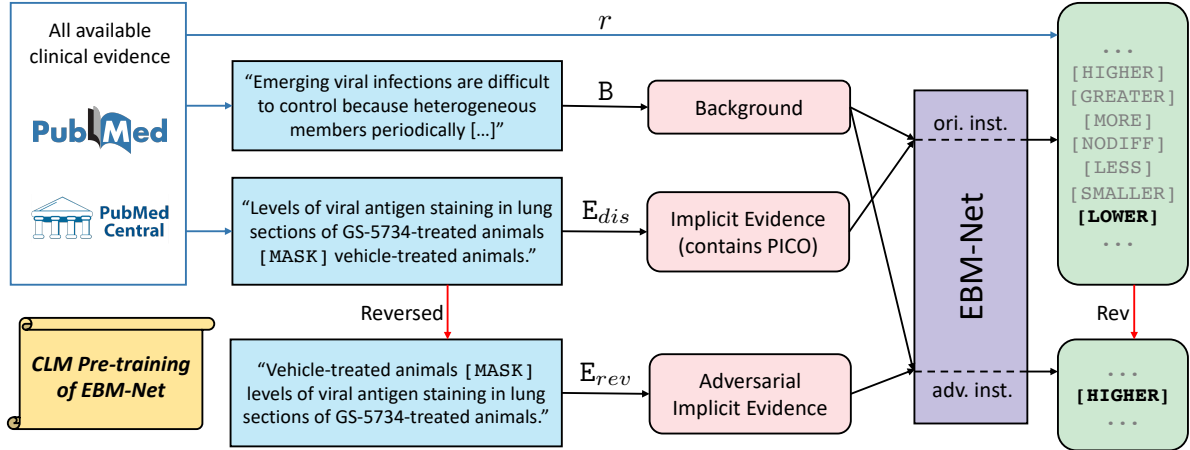 All available
clinical evidence
PubMed
PubMed
Central
r
"Emerging viral infections are difficult
to control because heterogeneous
members periodically […]"
B
Background
"Levels of viral antigen staining in lung
sections of GS-5734-treated animals
[MASK] vehicle-treated animals."
E_dis
Implicit Evidence
(contains PICO)
Reversed
CLM Pre-training
of EBM-Net
"Vehicle-treated animals [MASK]
levels of viral antigen staining in lung
sections of GS-5734-treated animals."
E_rev
Adversarial
Implicit Evidence
ori. inst.
EBM-Net
adv. inst.
...
[HIGHER]
[GREATER]
[MORE]
[NODIFF]
[LESS]
[SMALLER]
[LOWER]
...
Rev
...
[HIGHER]
...